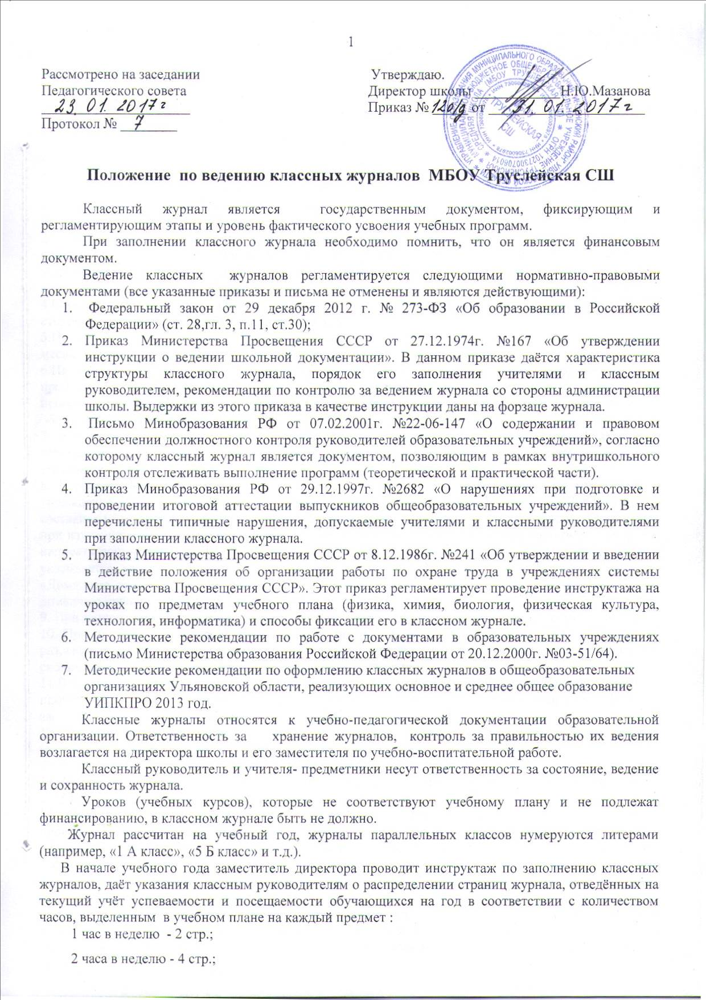 1
Рассмотрено на заседании
Педагогического совета
23. 01. 2017г
Протокол № 7
Утверждаю.
Директор школы Н.Ю.Мазанова
Приказ № 120/д от 31. 01. 2017г
Положение по ведению классных журналов МБОУ Труслейская СШ
Классный журнал является государственным документом, фиксирующим и
регламентирующим этапы и уровень фактического усвоения учебных программ.
При заполнении классного журнала необходимо помнить, что он является финансовым
документом.
Ведение классных журналов регламентируется следующими нормативно-правовыми
документами (все указанные приказы и письма не отменены и являются действующими):
1. Федеральный закон от 29 декабря 2012 г. № 273-ФЗ «Об образовании в Российской
Федерации» (ст. 28,гл. 3, п.11, ст.30);
2. Приказ Министерства Просвещения СССР от 27.12.1974г. №167 «Об утверждении
инструкции о ведении школьной документации». В данном приказе даётся характеристика
структуры классного журнала, порядок его заполнения учителями и классным
руководителем, рекомендации по контролю за ведением журнала со стороны администрации
школы. Выдержки из этого приказа в качестве инструкции даны на форзаце журнала.
3. Письмо Минобразования РФ от 07.02.2001г. №22-06-147 «О содержании и правовом
обеспечении должностного контроля руководителей образовательных учреждений», согласно
которому классный журнал является документом, позволяющим в рамках внутришкольного
контроля отслеживать выполнение программ (теоретической и практической части).
4. Приказ Минобразования РФ от 29.12.1997г. №2682 «О нарушениях при подготовке и
проведении итоговой аттестации выпускников общеобразовательных учреждений». В нем
перечислены типичные нарушения, допускаемые учителями и классными руководителями
при заполнении классного журнала.
5. Приказ Министерства Просвещения СССР от 8.12.1986г. №241 «Об утверждении и введении
в действие положения об организации работы по охране труда в учреждениях системы
Министерства Просвещения СССР». Этот приказ регламентирует проведение инструктажа на
уроках по предметам учебного плана (физика, химия, биология, физическая культура,
технология, информатика) и способы фиксации его в классном журнале.
6. Методические рекомендации по работе с документами в образовательных учреждениях
(письмо Министерства образования Российской Федерации от 20.12.2000г. №03-51/64).
7. Методические рекомендации по оформлению классных журналов в общеобразовательных
организациях Ульяновской области, реализующих основное и среднее общее образование
УИПКПРО 2013 год.
Классные журналы относятся к учебно-педагогической документации образовательной
организации. Ответственность за хранение журналов, контроль за правильностью их ведения
возлагается на директора школы и его заместителя по учебно-воспитательной работе.
Классный руководитель и учителя- предметники несут ответственность за состояние, ведение
и сохранность журнала.
Уроков (учебных курсов), которые не соответствуют учебному плану и не подлежат
финансированию, в классном журнале быть не должно.
Журнал рассчитан на учебный год, журналы параллельных классов нумеруются литерами
(например, «1 А класс», «5 Б класс» и т.д.).
В начале учебного года заместитель директора проводит инструктаж по заполнению классных
журналов, даёт указания классным руководителям о распределении страниц журнала, отведённых на
текущий учёт успеваемости и посещаемости обучающихся на год в соответствии с количеством
часов, выделенным в учебном плане на каждый предмет :
1 час в неделю - 2 стр.;
2 часа в неделю - 4 стр.;